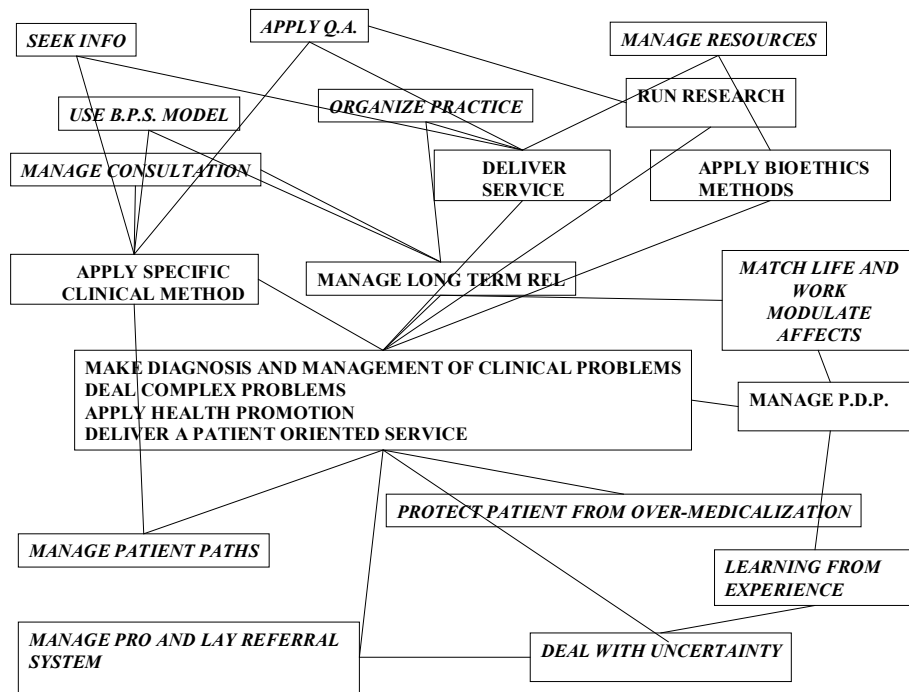 APPLY Q.A.
SEEK INFO
MANAGE RESOURCES
RUN RESEARCH
USE B.P.S. MODEL
ORGANIZE PRACTICE
MANAGE CONSULTATION
DELIVER
SERVICE
APPLY BIOETHICS
METHODS
APPLY SPECIFIC
CLINICAL METHOD
MANAGE LONG TERM REL
MATCH LIFE AND
WORK
MODULATE
AFFECTS
MAKE DIAGNOSIS AND MANAGEMENT OF CLINICAL PROBLEMS
DEAL COMPLEX PROBLEMS
APPLY HEALTH PROMOTION
DELIVER A PATIENT ORIENTED SERVICE
MANAGE P.D.P.
PROTECT PATIENT FROM OVER-MEDICALIZATION
MANAGE PATIENT PATHS
LEARNING FROM
EXPERIENCE
MANAGE PRO AND LAY REFERRAL
SYSTEM
DEAL WITH UNCERTAINTY